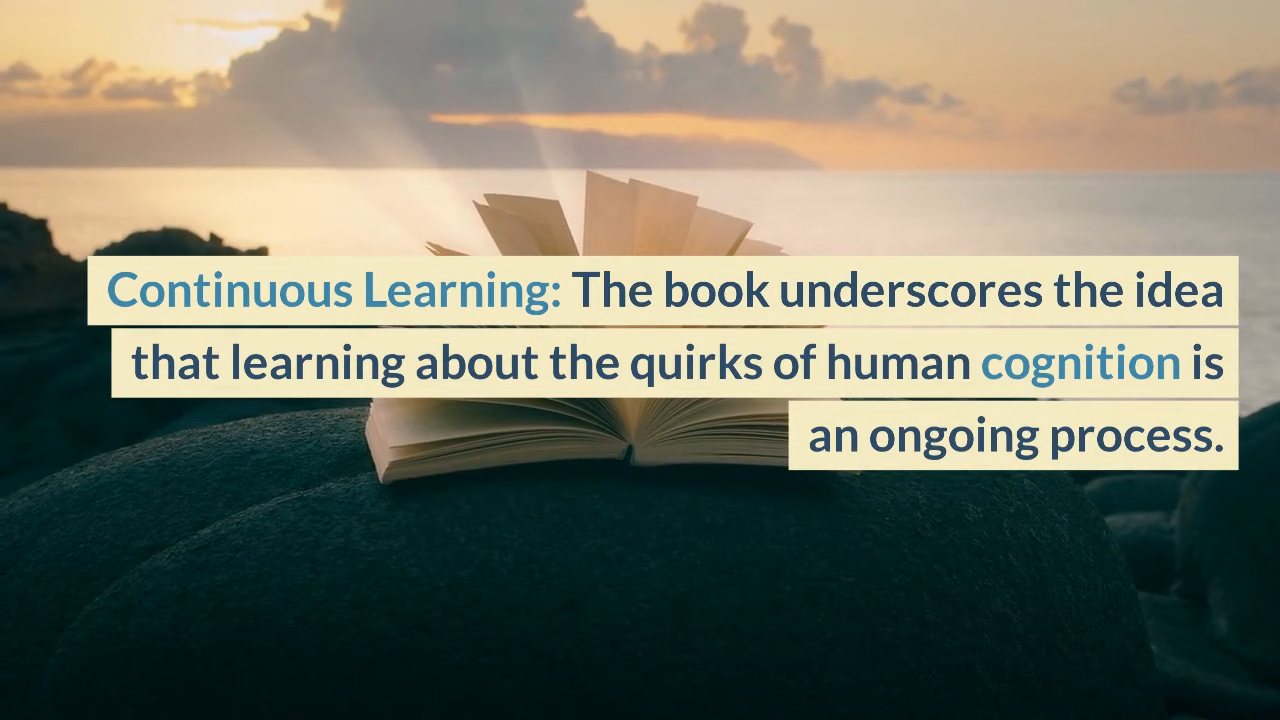 Continuous Learning: The book underscores the idea
that learning about the quirks of human cognition is
an ongoing process.